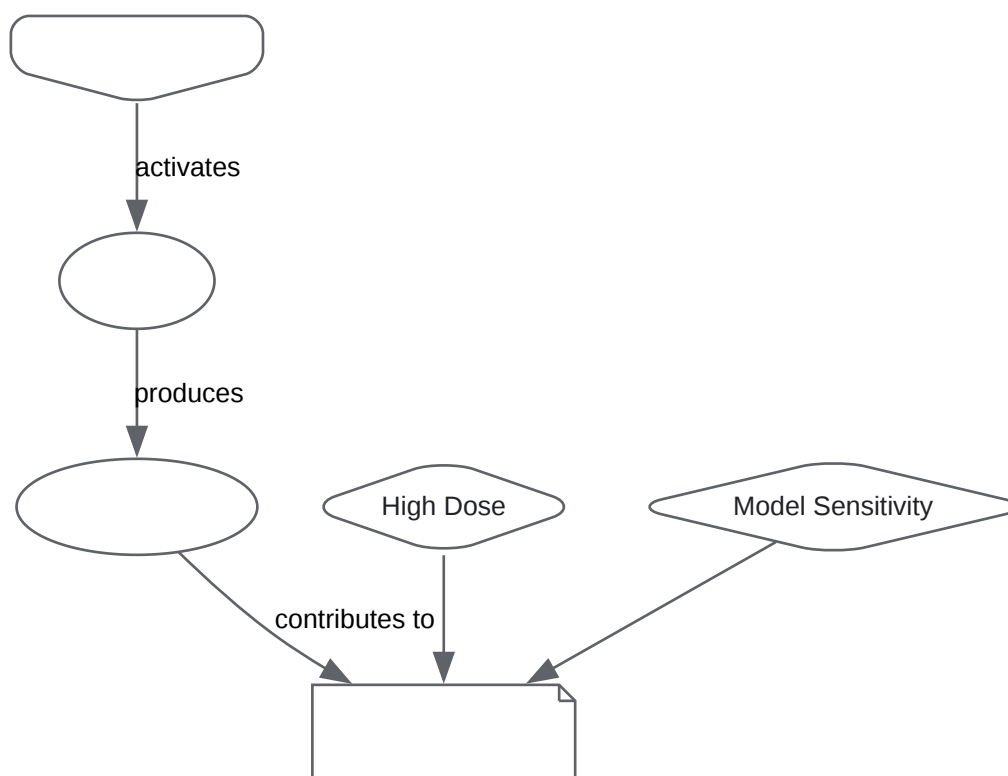 activates
produces
High Dose
Model Sensitivity
contributes to